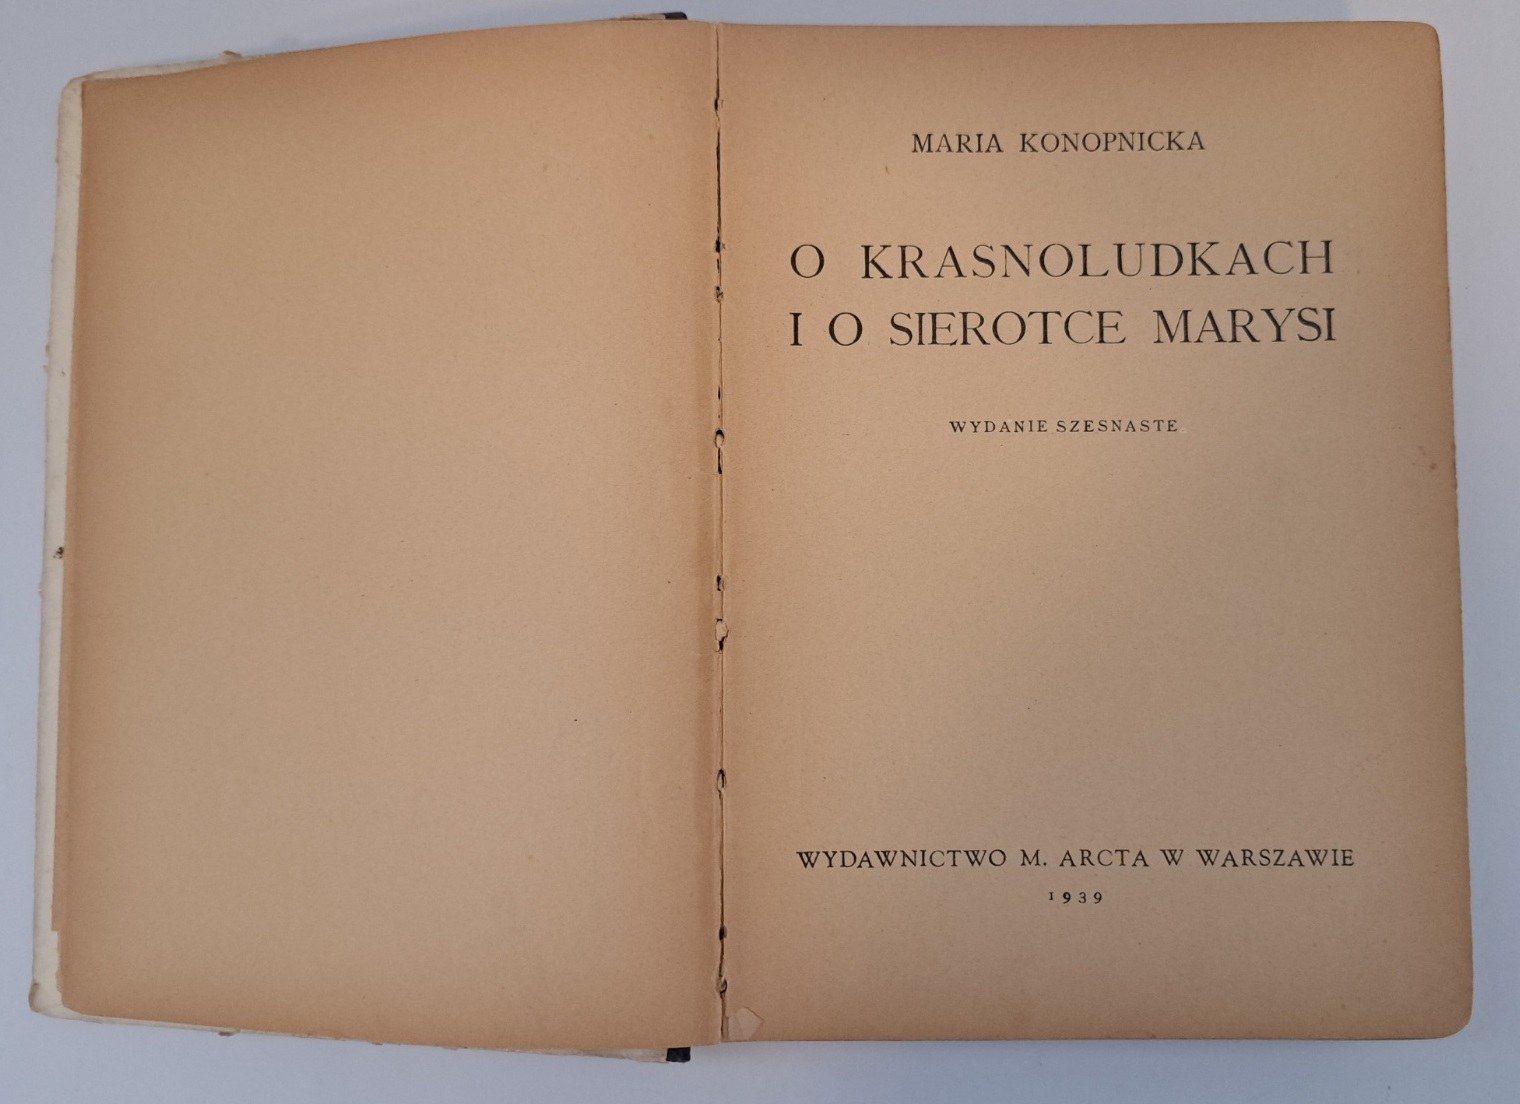 MARIA KONOPNICKA
O KRASNOLUDKACH
I O SIEROTCE MARYSI
WYDANIE SZESNASTE
WYDAWNICTWO M. ARCTA W WARSZAWIE
1939